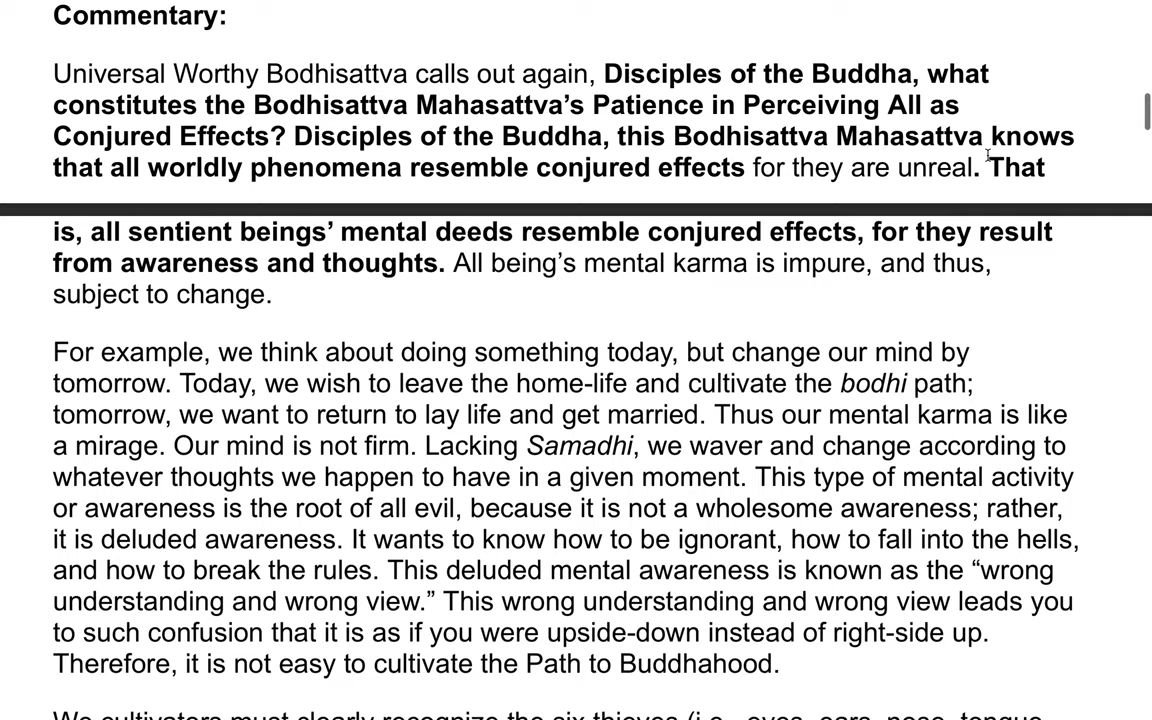 Commentary:
Universal Worthy Bodhisattva calls out again, Disciples of the Buddha, what
constitutes the Bodhisattva Mahasattva's Patience in Perceiving All as
Conjured Effects? Disciples of the Buddha, this Bodhisattva Mahasattva knows
that all worldly phenomena resemble conjured effects for they are unreal. That
is, all sentient beings' mental deeds resemble conjured effects, for they result
from awareness and thoughts. All being's mental karma is impure, and thus,
subject to change.
For example, we think about doing something today, but change our mind by
tomorrow. Today, we wish to leave the home-life and cultivate the bodhi path;
tomorrow, we want to return to lay life and get married. Thus our mental karma is like
a mirage. Our mind is not firm. Lacking Samadhi, we waver and change according to
whatever thoughts we happen to have in a given moment. This type of mental activity
or awareness is the root of all evil, because it is not a wholesome awareness; rather,
it is deluded awareness. It wants to know how to be ignorant, how to fall into the hells,
and how to break the rules. This deluded mental awareness is known as the “wrong
understanding and wrong view.” This wrong understanding and wrong view leads you
to such confusion that it is as if you were upside-down instead of right-side up.
Therefore, it is not easy to cultivate the Path to Buddhahood.
We cultivators must clearly recognize the six thieves (i.e., eyes, ears, nose, tongue,